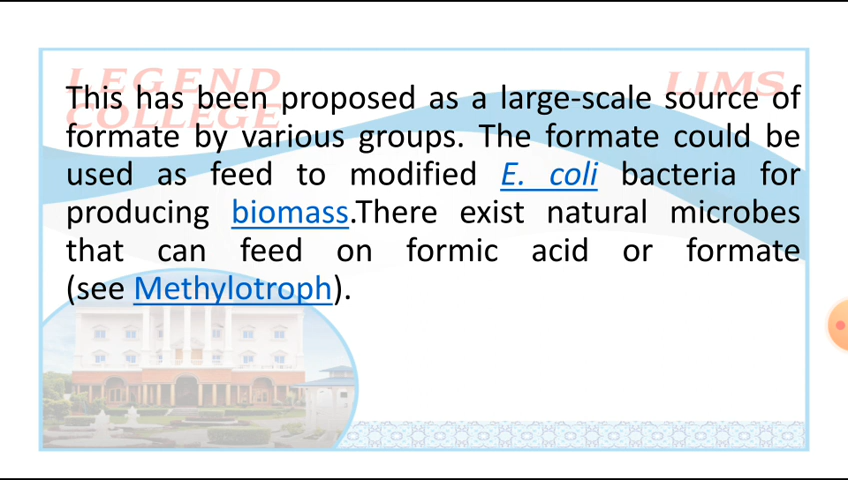 LEGEND
COLLEGE
LIMS
This has been proposed as a large-scale source of
formate by various groups. The formate could be
used as feed to modified E. coli bacteria for
producing biomass.There exist natural microbes
that can feed on formic acid or formate
(see Methylotroph).